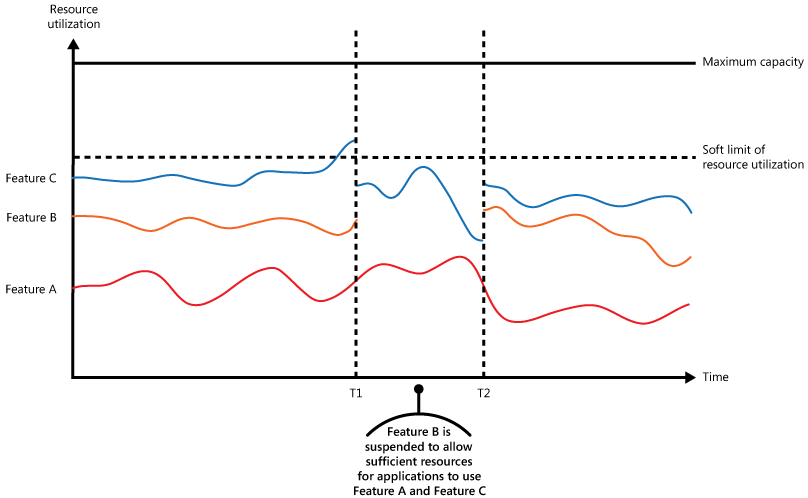 Resource
utilization
Maximum capacity
Soft limit of
resource utilization
Feature C
Feature B
Feature A
Time
T1
T2
Feature B is
suspended to allow
sufficient resources
for applications to use
Feature A and Feature C